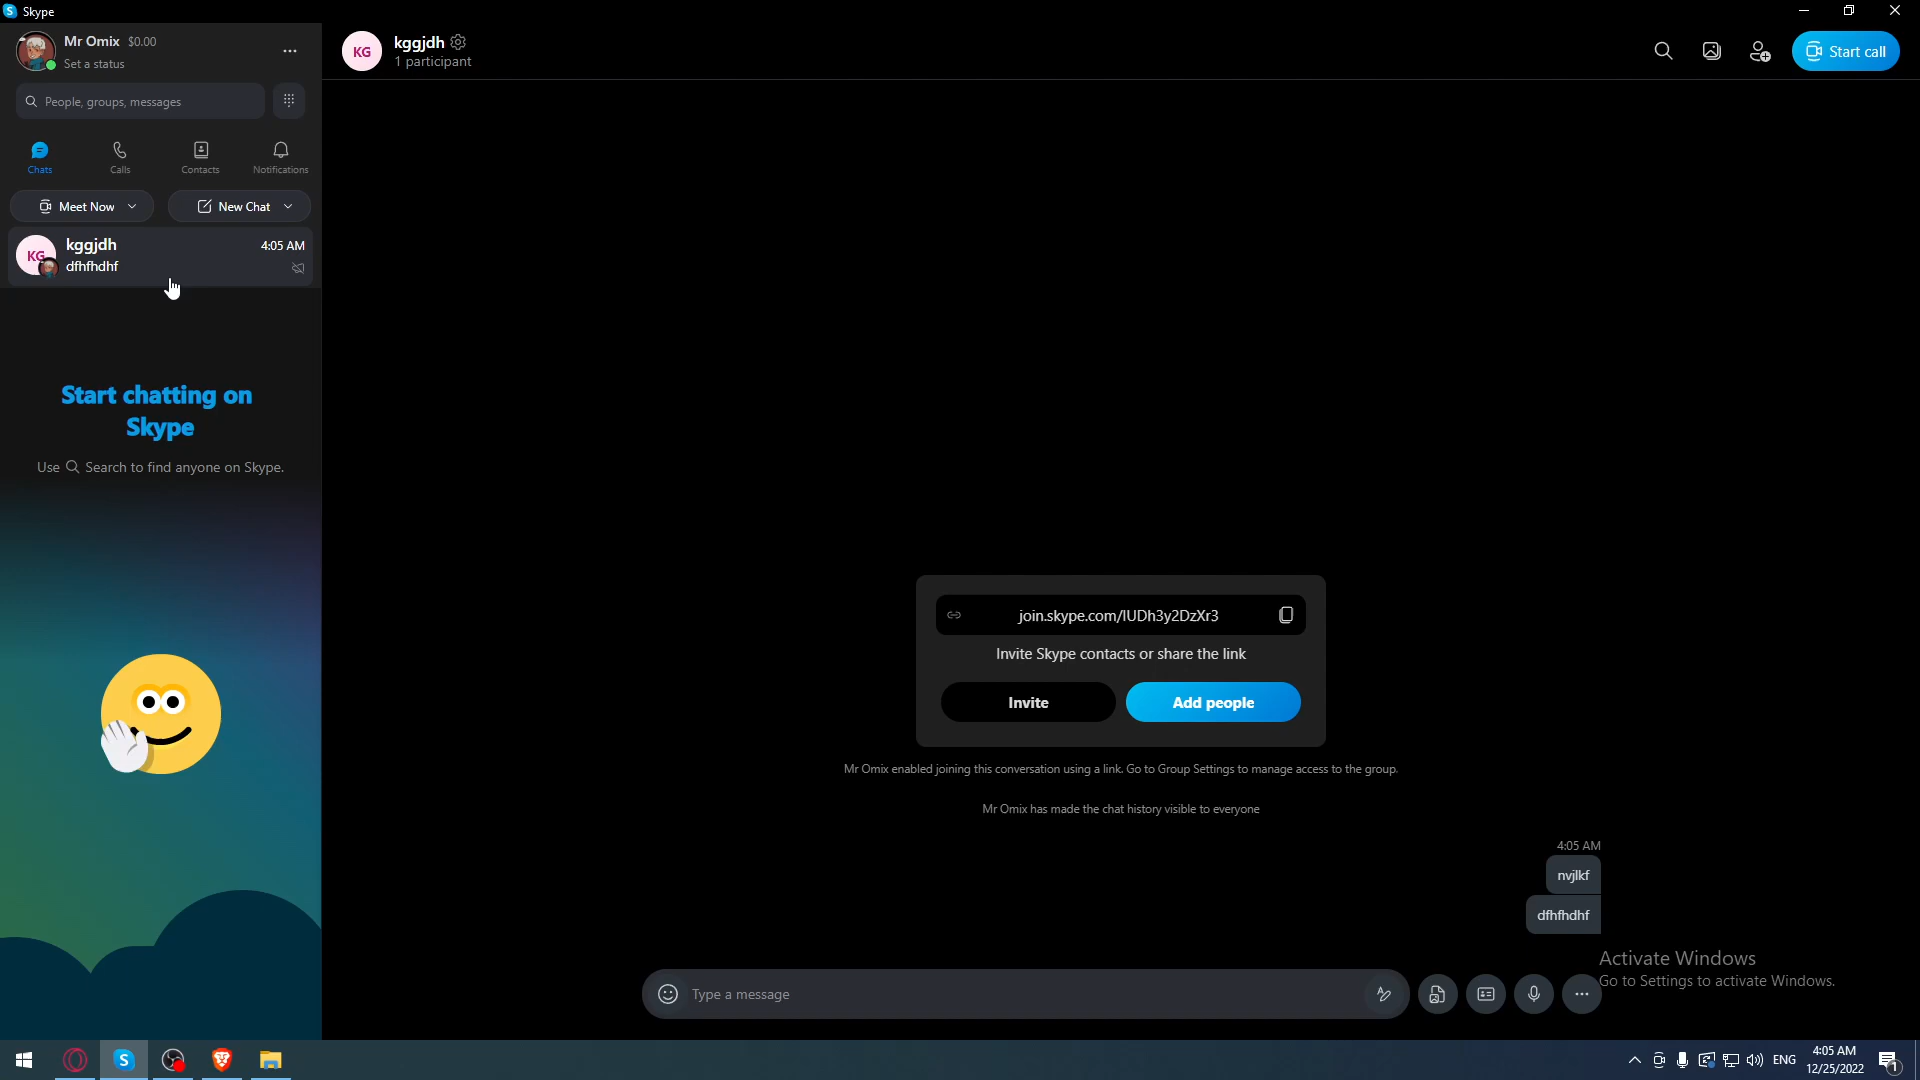 Skype
Mr Omix $0.00
Set a status
People, groups, messages
Chats
Calls
Contacts
Notifications
Meet Now
New Chat
KG
kggjdh
4:05 AM
dfhfhdhf
Start chatting on
Skype
Use Search to find anyone on Skype.
KG
kggjdh
1 participant
Start call
join.skype.com/IUDh3y2DzXr3
Invite Skype contacts or share the link
Invite
Add people
Mr Omix enabled joining this conversation using a link. Go to Group Settings to manage access to the group.
Mr Omix has made the chat history visible to everyone
4:05 AM
nvjlkf
dfhfhdhf
Type a message
Activate Windows
Go to Settings to activate Windows.
S
ENG
4:05 AM
12/25/2022
1